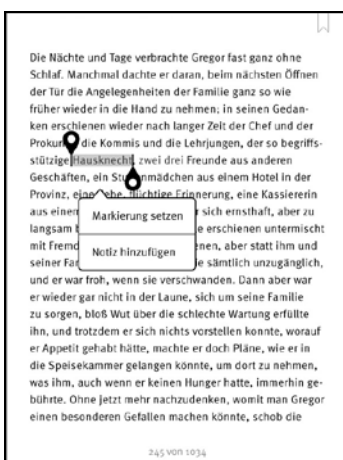 Die Nächte und Tage verbrachte Gregor fast ganz ohne
Schlaf. Manchmal dachte er daran, beim nächsten Öffnen
der Tür die Angelegenheiten der Familie ganz so wie
früher wieder in die Hand zu nehmen; in seinen Gedan-
ken erschienen wieder nach langer Zeit der Chef und der
die Kommis und die Lehrjungen, der so begriffs-
stützige Hausknecht, zwei drei Freunde aus anderen
Geschäften, ein mädchen aus einem Hotel in der
Provinz, eine flüchtige Erinnerung, eine Kassiererin
aus einem sich ernsthaft, aber zu
langsam e erschienen untermischt
mit Fremd enen, aber statt ihm und
seiner Fa e sämtlich unzugänglich,
und er war froh, wenn sie verschwanden. Dann aber war
er wieder gar nicht in der Laune, sich um seine Familie
zu sorgen, bloß Wut über die schlechte Wartung erfüllte
ihn, und trotzdem er sich nichts vorstellen konnte, worauf
er Appetit gehabt hätte, machte er doch Pläne, wie er in
die Speisekammer gelangen könnte, um dort zu nehmen,
was ihm, auch wenn er keinen Hunger hatte, immerhin ge-
bührte. Ohne jetzt mehr nachzudenken, womit man Gregor
einen besonderen Gefallen machen könnte, schob die
Markierung setzen
Notiz hinzufügen
245 von 1034